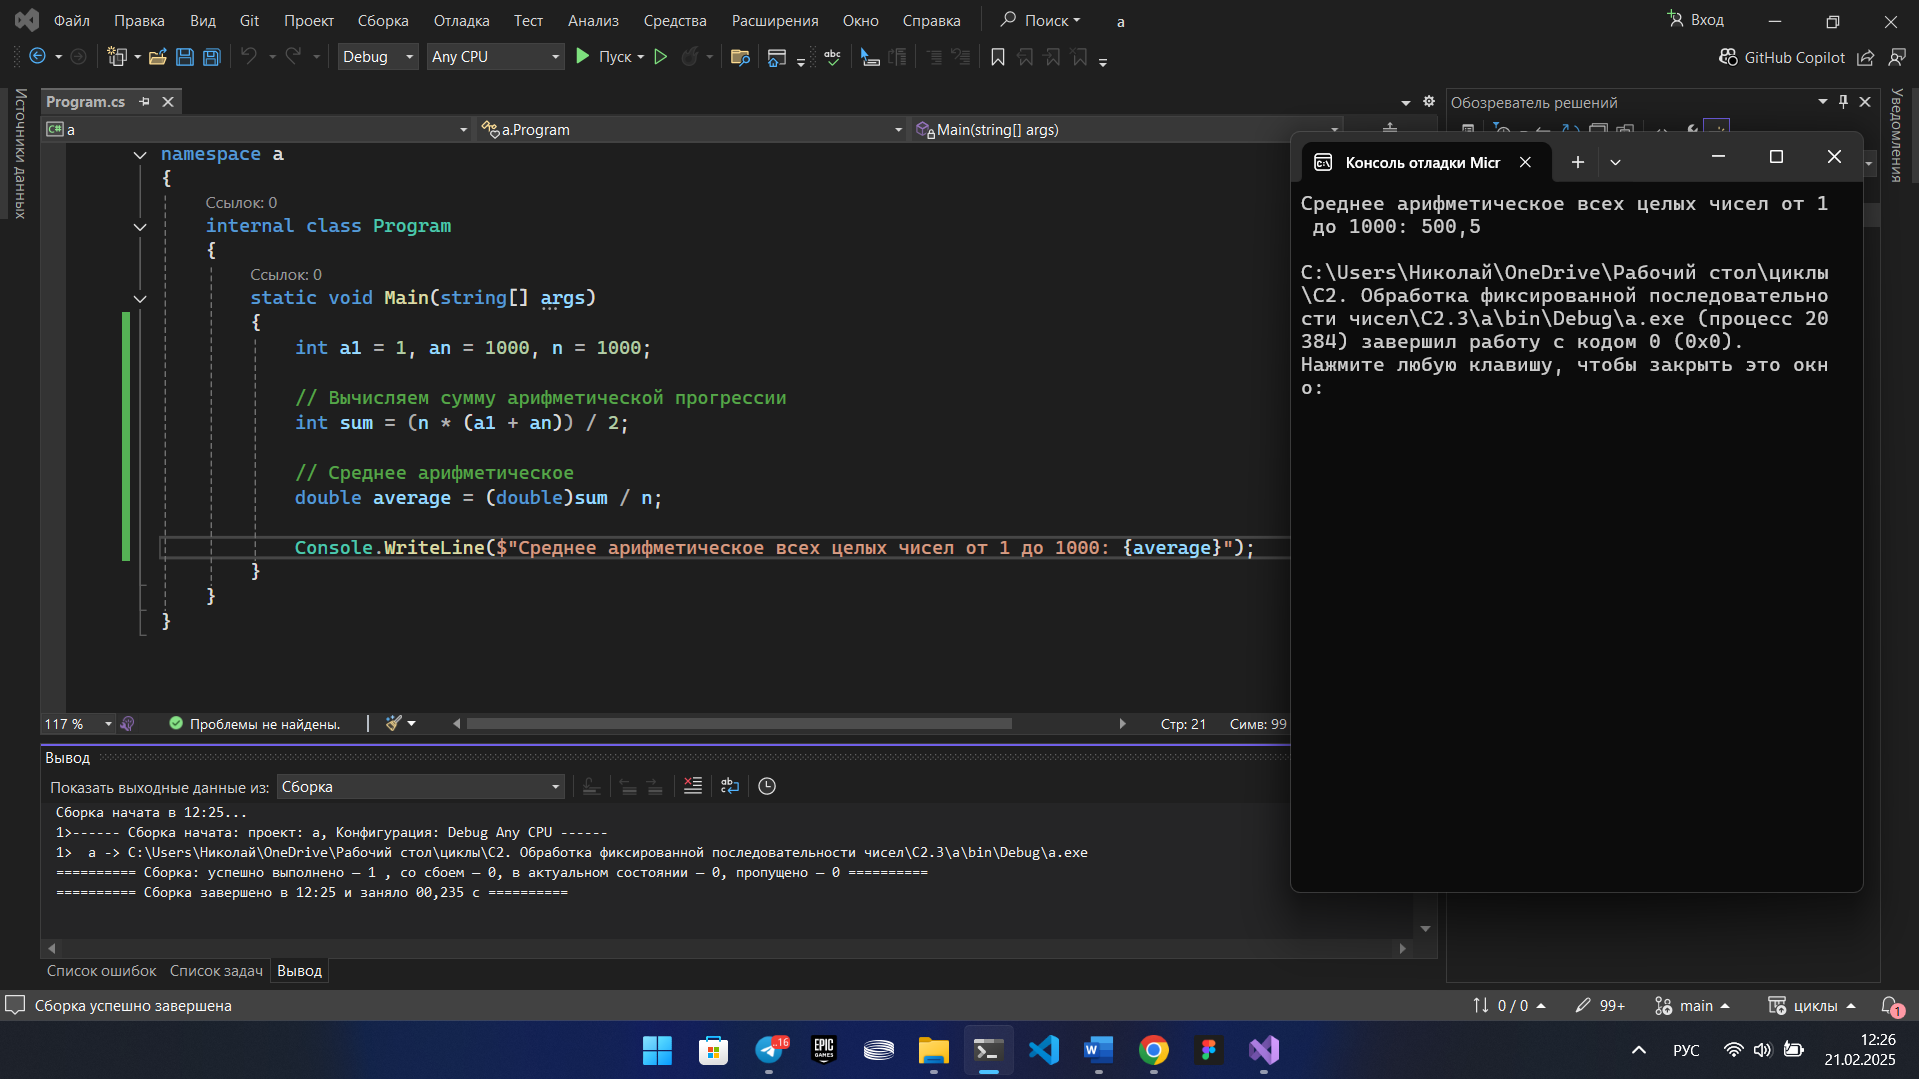 Файл Правка Вид Git Проект Сборка Отладка Тест Анализ Средства Расширения Окно Справка Поиск a Вход
Debug Any CPU Пуск abc GitHub Copilot
Источники данных
Program.cs
Обозреватель решений
Уведомления
C# a a.Program Main(string[] args)
namespace a
{
Ссылок: 0
internal class Program
{
Ссылок: 0
static void Main(string[] args)
{
int a1 = 1, an = 1000, n = 1000;
// Вычисляем сумму арифметической прогрессии
int sum = (n * (a1 + an)) / 2;
// Среднее арифметическое
double average = (double)sum / n;
Console.WriteLine($"Среднее арифметическое всех целых чисел от 1 до 1000: {average}");
}
}
}
Консоль отладки Micr
Среднее арифметическое всех целых чисел от 1
до 1000: 500,5
C:\Users\Николай\OneDrive\Рабочий стол\циклы
\C2. Обработка фиксированной последовательно
сти чисел\C2.3\a\bin\Debug\a.exe (процесс 20
384) завершил работу с кодом 0 (0x0).
Нажмите любую клавишу, чтобы закрыть это окн
о:
117 % Проблемы не найдены. Стр: 21 Симв: 99
Вывод
Показать выходные данные из: Сборка
Сборка начата в 12:25...
1>------ Сборка начата: проект: a, Конфигурация: Debug Any CPU ------
1>  a -> C:\Users\Николай\OneDrive\Рабочий стол\циклы\C2. Обработка фиксированной последовательности чисел\C2.3\a\bin\Debug\a.exe
========== Сборка: успешно выполнено — 1 , со сбоем — 0, в актуальном состоянии — 0, пропущено — 0 ==========
========== Сборка завершено в 12:25 и заняло 00,235 с ==========
Список ошибок Список задач Вывод
Сборка успешно завершена 0 / 0 99+ main циклы 1
..16 EPIC GAMES W РУС 12:26
21.02.2025